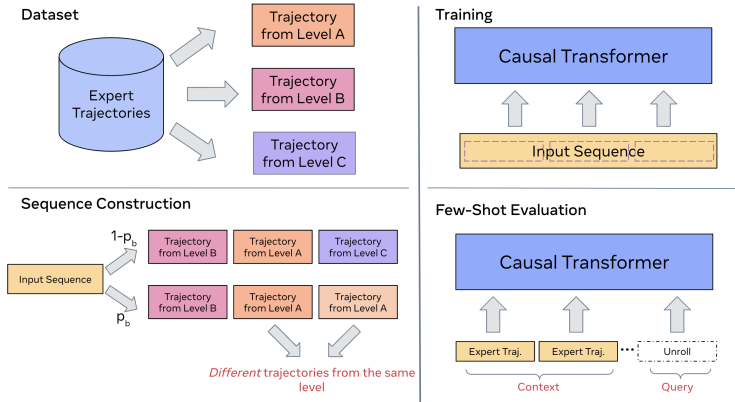 Dataset
Expert
Trajectories
Trajectory
from Level A
Trajectory
from Level B
Trajectory
from Level C
Training
Causal Transformer
Input Sequence
Sequence Construction
Input Sequence
1-pb
pb
Trajectory
from Level B
Trajectory
from Level A
Trajectory
from Level C
Trajectory
from Level B
Trajectory
from Level A
Trajectory
from Level A
Different trajectories from the same
level
Few-Shot Evaluation
Causal Transformer
Expert Traj.
Expert Traj.
...
Unroll
Context
Query